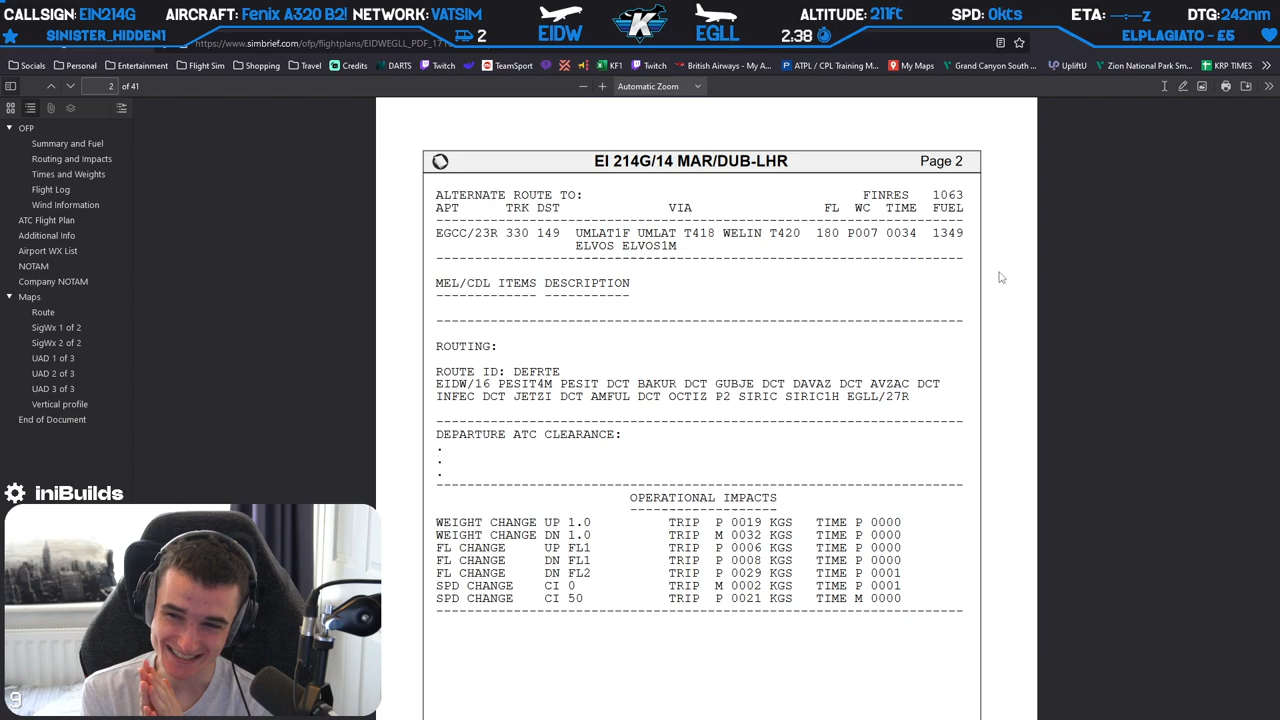 CALLSIGN: EIN214G AIRCRAFT: Fenix A320 B2! NETWORK: VATSIM ALTITUDE: 211ft SPD: 0kts ETA: --:--z DTG: 242nm
SINISTER_HIDDEN1 2 EIDW K EGLL 2:38 ELPLAGIATO - £5
https://www.simbrief.com/ofp/flightplans/EIDWEGLL_PDF_17
Socials Personal Entertainment Flight Sim Shopping Travel Credits DARTS Twitch TeamSport KF1 Twitch British Airways - My A... ATPL / CPL Training M... My Maps Grand Canyon South ... UpliftU Zion National Park Sm... KRP TIMES
2 of 41 Automatic Zoom
OFP
Summary and Fuel
Routing and Impacts
Times and Weights
Flight Log
Wind Information
ATC Flight Plan
Additional Info
Airport WX List
NOTAM
Company NOTAM
Maps
Route
SigWx 1 of 2
SigWx 2 of 2
UAD 1 of 3
UAD 2 of 3
UAD 3 of 3
Vertical profile
End of Document
EI 214G/14 MAR/DUB-LHR Page 2
ALTERNATE ROUTE TO: FINRES 1063
APT TRK DST VIA FL WC TIME FUEL
EGCC/23R 330 149 UMLAT1F UMLAT T418 WELIN T420 180 P007 0034 1349
ELVOS ELVOS1M
MEL/CDL ITEMS DESCRIPTION
ROUTING:
ROUTE ID: DEFRTE
EIDW/16 PESIT4M PESIT DCT BAKUR DCT GUBJE DCT DAVAZ DCT AVZAC DCT
INFEC DCT JETZI DCT AMFUL DCT OCTIZ P2 SIRIC SIRIC1H EGLL/27R
DEPARTURE ATC CLEARANCE:
.
.
.
OPERATIONAL IMPACTS
WEIGHT CHANGE UP 1.0 TRIP P 0019 KGS TIME P 0000
WEIGHT CHANGE DN 1.0 TRIP M 0032 KGS TIME P 0000
FL CHANGE UP FL1 TRIP P 0006 KGS TIME P 0000
FL CHANGE DN FL1 TRIP P 0008 KGS TIME P 0000
FL CHANGE DN FL2 TRIP P 0029 KGS TIME P 0001
SPD CHANGE CI 0 TRIP M 0002 KGS TIME P 0001
SPD CHANGE CI 50 TRIP P 0021 KGS TIME M 0000
iniBuilds
9